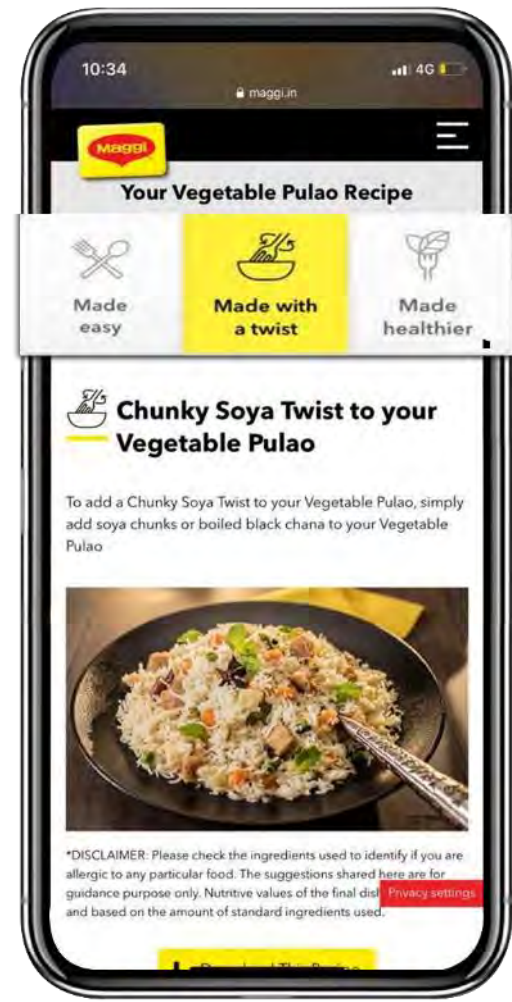 10:34
4G
maggi.in
Maggi
Your Vegetable Pulao Recipe
Made
easy
Made with
a twist
Made
healthier
Chunky Soya Twist to your
Vegetable Pulao
To add a Chunky Soya Twist to your Vegetable Pulao, simply
add soya chunks or boiled black chana to your Vegetable
Pulao
*DISCLAIMER: Please check the ingredients used to identify if you are
allergic to any particular food. The suggestions shared here are for
guidance purpose only. Nutritive values of the final
Privacy settings
and based on the amount of standard ingredients used.
Download This Recipe